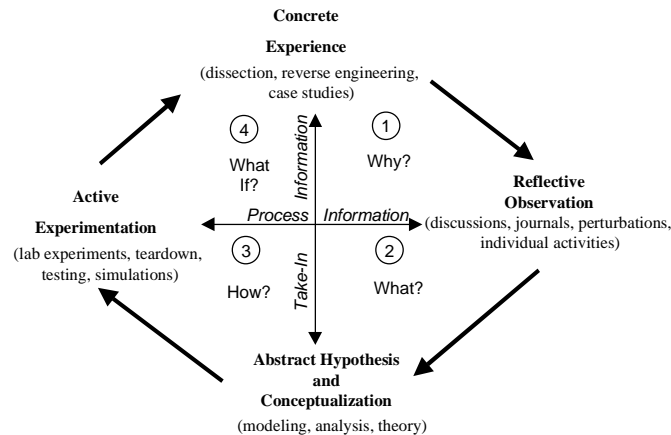 Concrete
Experience
(dissection, reverse engineering,
case studies)
4
What
If?
Information
1
Why?
Active
Experimentation
(lab experiments, teardown,
testing, simulations)
Process Information
Reflective
Observation
(discussions, journals, perturbations,
individual activities)
3
How?
Take-In
2
What?
Abstract Hypothesis
and
Conceptualization
(modeling, analysis, theory)